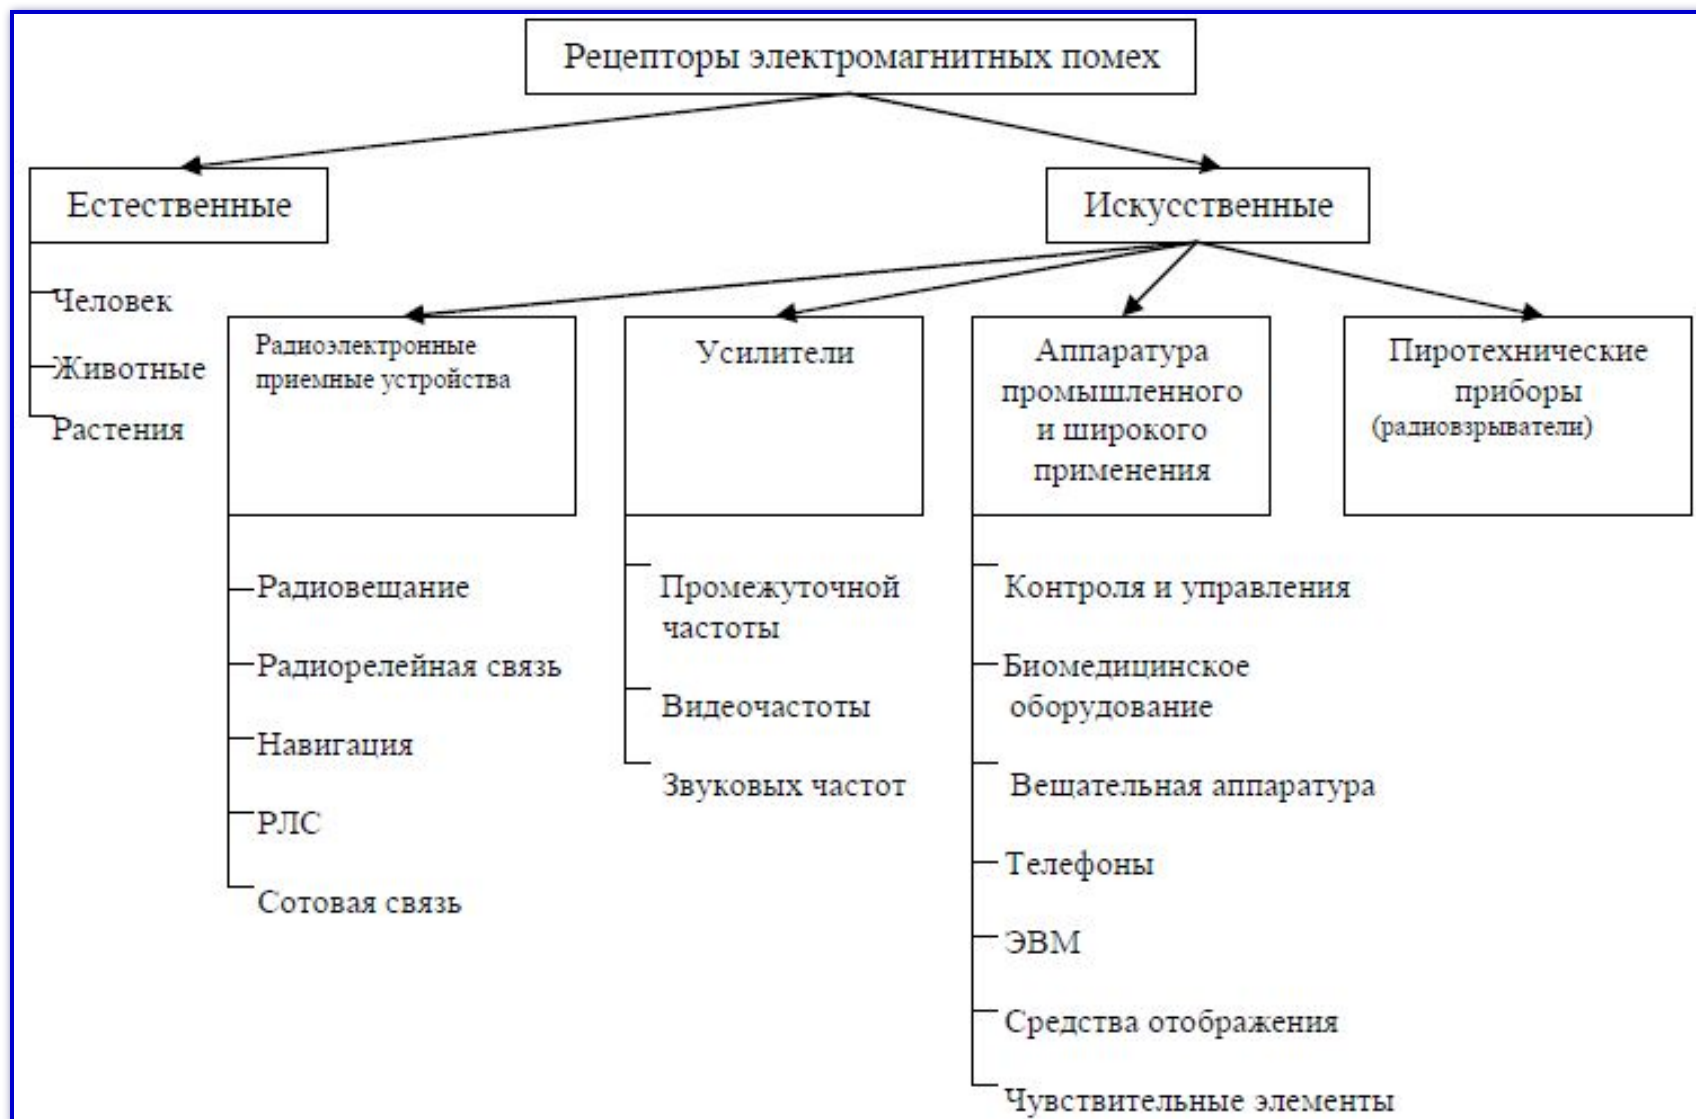 Рецепторы электромагнитных помех
Естественные
Искусственные
Человек
Животные
Растения
Радиоэлектронные
приемные устройства
Радиовещание
Радиорелейная связь
Навигация
РЛС
Сотовая связь
Усилители
Промежуточной
частоты
Видеочастоты
Звуковых частот
Аппаратура
промышленного
и широкого
применения
Контроля и управления
Биомедицинское
оборудование
Вещательная аппаратура
Телефоны
ЭВМ
Средства отображения
Чувствительные элементы
Пиротехнические
приборы
(радиовзрыватели)